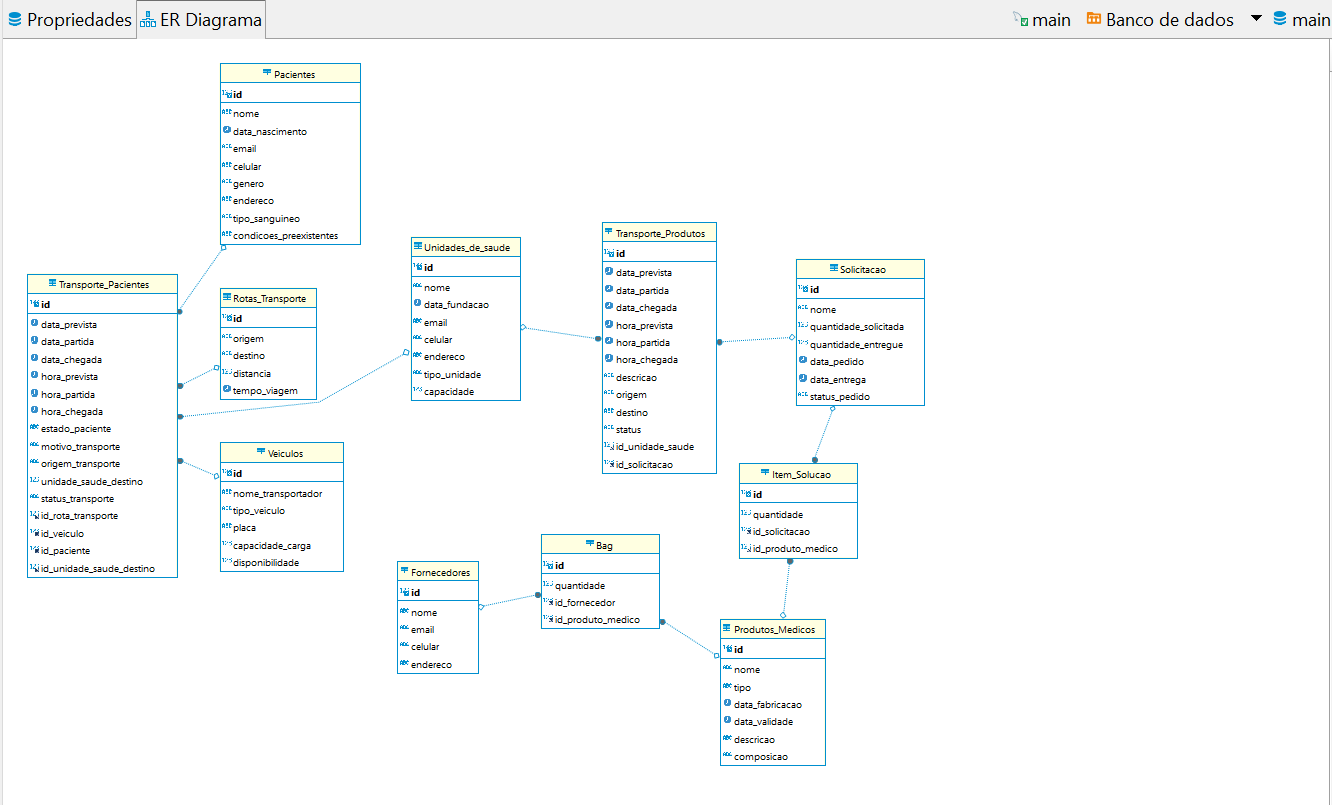 Propriedades
ER Diagrama
main
Banco de dados
main
Pacientes
id
nome
data_nascimento
email
celular
genero
endereco
tipo_sanguineo
condicoes_preexistentes
Transporte_Pacientes
id
data_prevista
data_partida
data_chegada
hora_prevista
hora_partida
hora_chegada
estado_paciente
motivo_transporte
origem_transporte
unidade_saude_destino
status_transporte
id_rota_transporte
id_veiculo
id_paciente
id_unidade_saude_destino
Rotas_Transporte
id
origem
destino
distancia
tempo_viagem
Veiculos
id
nome_transportador
tipo_veiculo
placa
capacidade_carga
disponibilidade
Unidades_de_saude
id
nome
data_fundacao
email
celular
endereco
tipo_unidade
capacidade
Transporte_Produtos
id
data_prevista
data_partida
data_chegada
hora_prevista
hora_partida
hora_chegada
descricao
origem
destino
status
id_unidade_saude
id_solicitacao
Solicitacao
id
nome
quantidade_solicitada
quantidade_entregue
data_pedido
data_entrega
status_pedido
Item_Solucao
id
quantidade
id_solicitacao
id_produto_medico
Fornecedores
id
nome
email
celular
endereco
Bag
id
quantidade
id_fornecedor
id_produto_medico
Produtos_Medicos
id
nome
tipo
data_fabricacao
data_validade
descricao
composicao